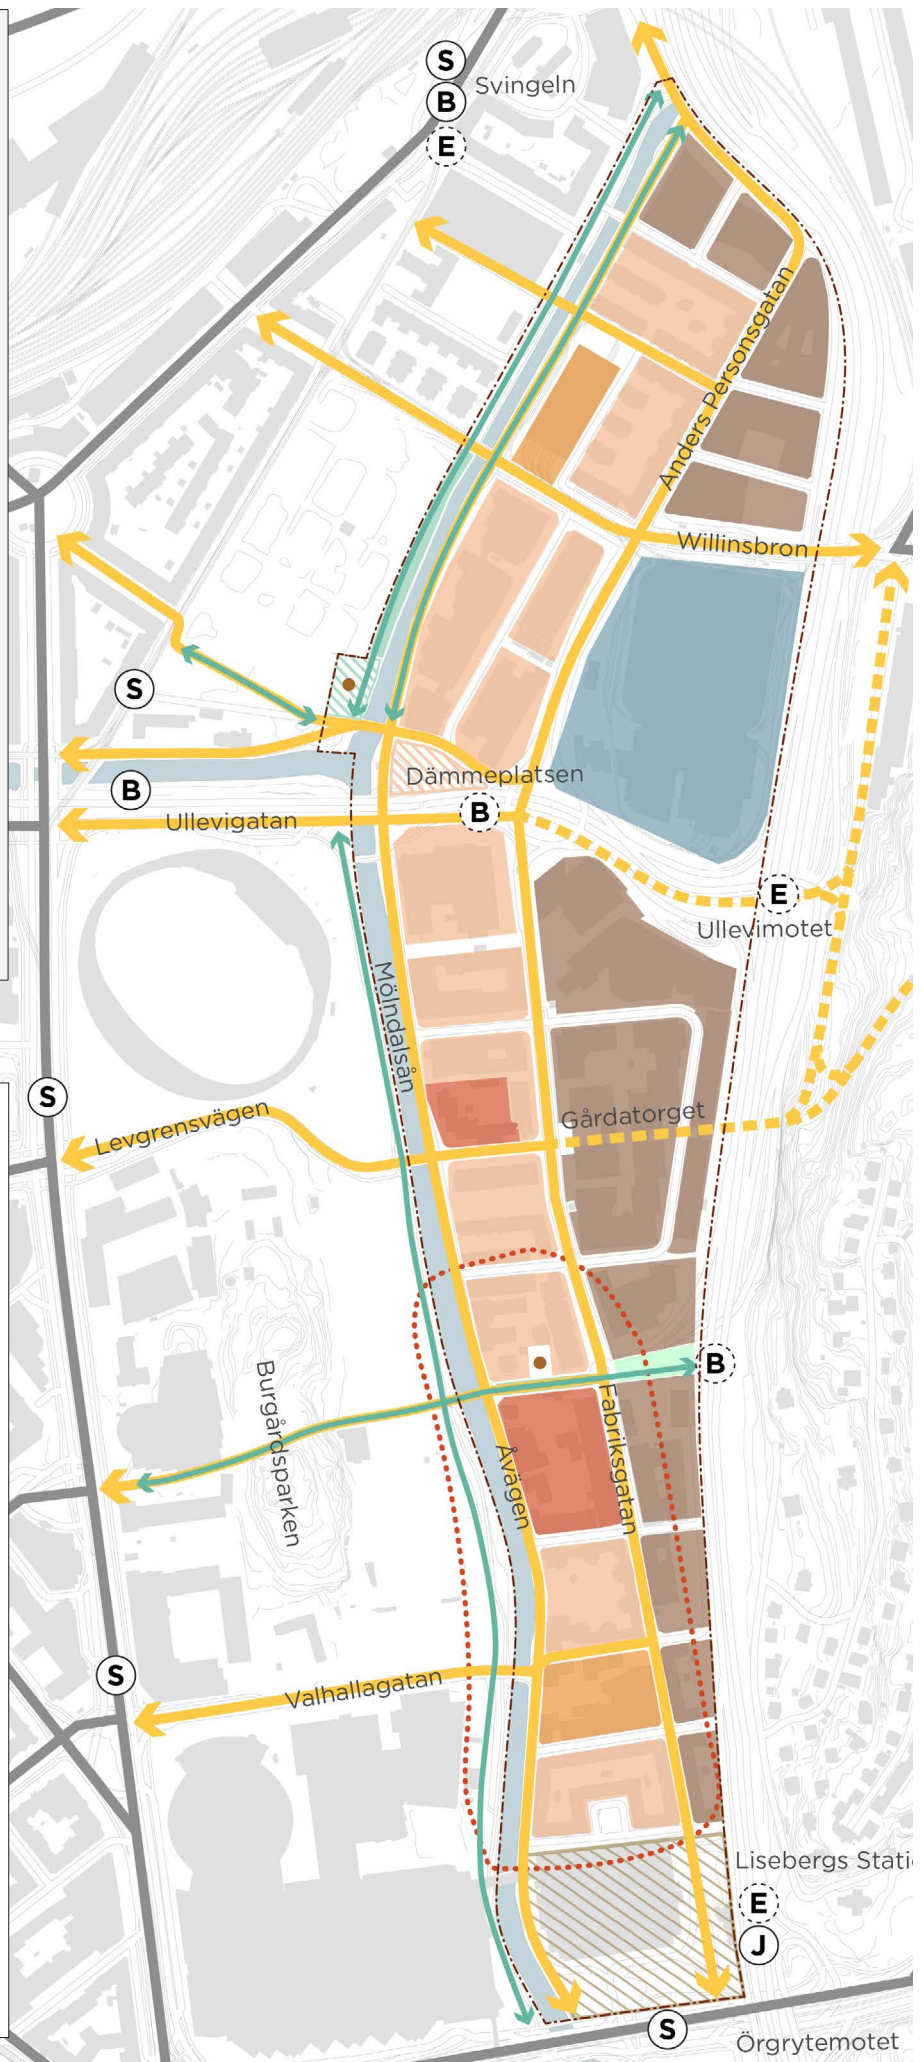 S
Svingeln
B
E
Anders Personsgatan
Willinsbron
S
Dämmeplatsen
B
B
Ullevigatan
E
Ullevimotet
Mölndalsån
S
Gårdatorget
Levgrensvägen
B
Burgårdsparken
Fabriksgatan
Åvägen
S
Valhallagatan
Lisebergs Stati
E
J
S
Örgrytemotet